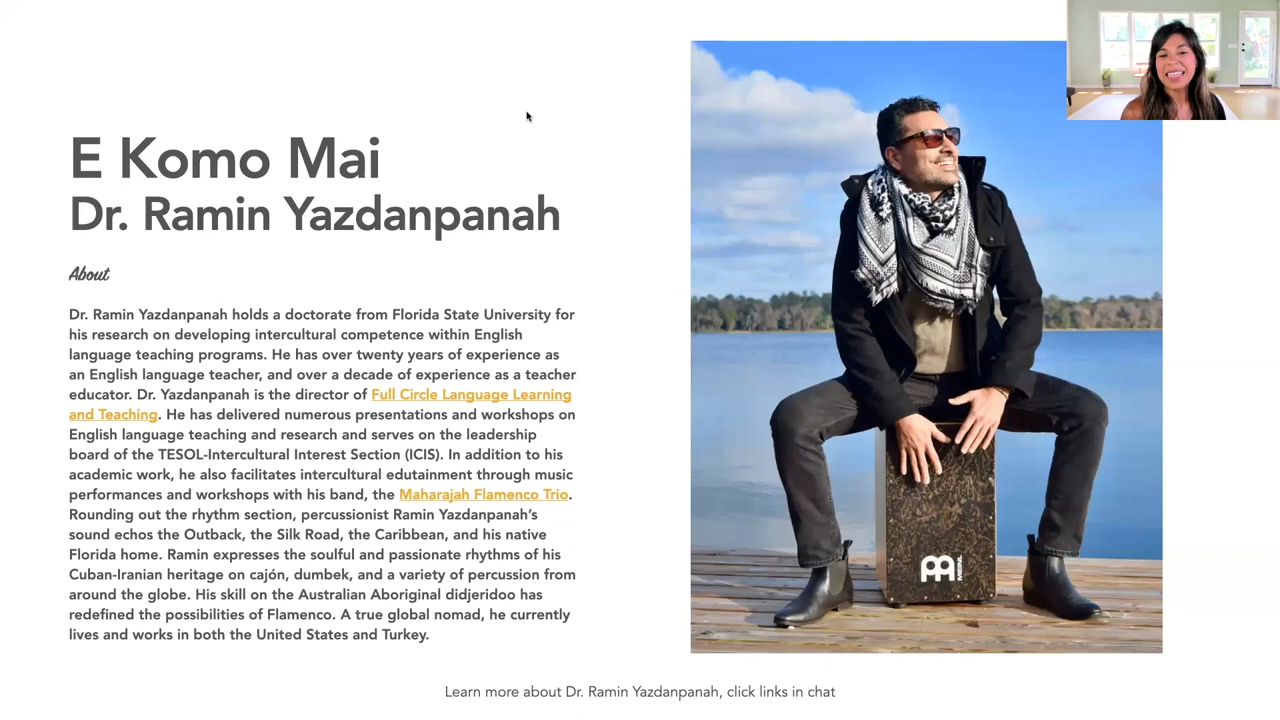 E Komo Mai
Dr. Ramin Yazdanpanah
About
Dr. Ramin Yazdanpanah holds a doctorate from Florida State University for
his research on developing intercultural competence within English
language teaching programs. He has over twenty years of experience as
an English language teacher, and over a decade of experience as a teacher
educator. Dr. Yazdanpanah is the director of Full Circle Language Learning
and Teaching. He has delivered numerous presentations and workshops on
English language teaching and research and serves on the leadership
board of the TESOL-Intercultural Interest Section (ICIS). In addition to his
academic work, he also facilitates intercultural edutainment through music
performances and workshops with his band, the Maharajah Flamenco Trio.
Rounding out the rhythm section, percussionist Ramin Yazdanpanah’s
sound echos the Outback, the Silk Road, the Caribbean, and his native
Florida home. Ramin expresses the soulful and passionate rhythms of his
Cuban-Iranian heritage on cajón, dumbek, and a variety of percussion from
around the globe. His skill on the Australian Aboriginal didjeridoo has
redefined the possibilities of Flamenco. A true global nomad, he currently
lives and works in both the United States and Turkey.
MEINL
Learn more about Dr. Ramin Yazdanpanah, click links in chat